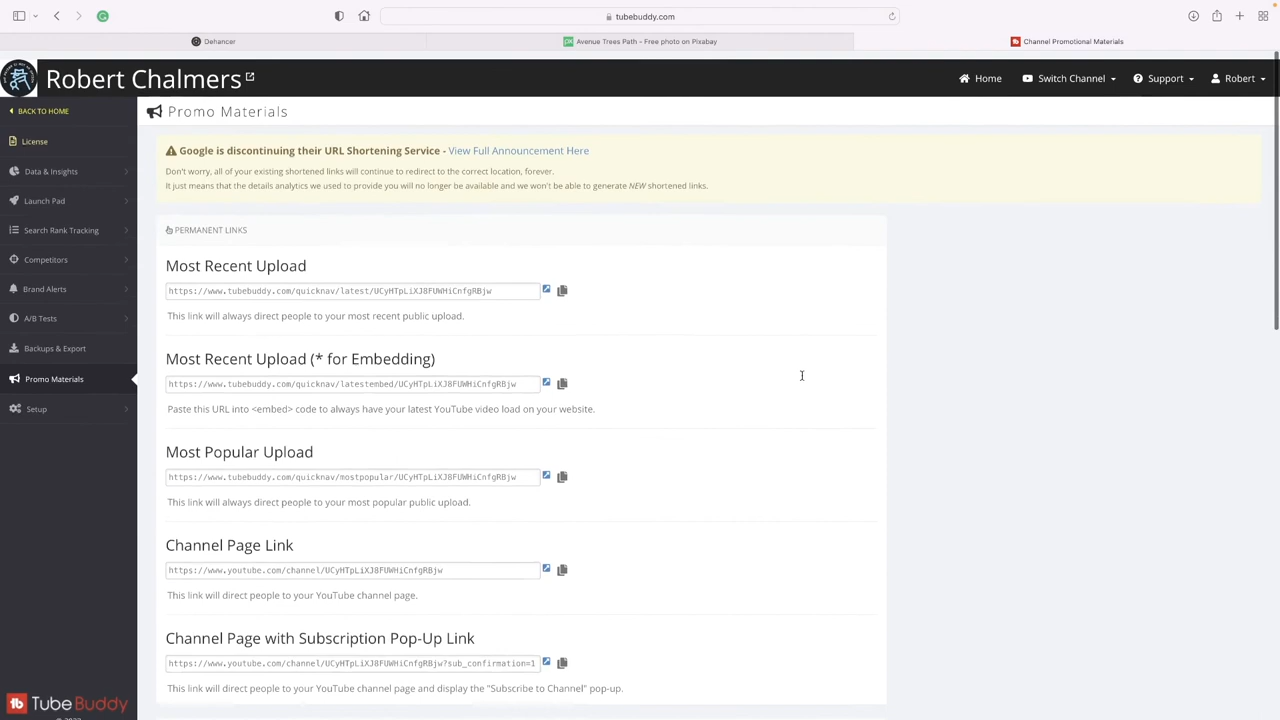 tubebuddy.com
Dehancer
Avenue Trees Path - Free photo on Pixabay
Channel Promotional Materials
Robert Chalmers
Home
Switch Channel
Support
Robert
BACK TO HOME
License
Data & Insights
Launch Pad
Search Rank Tracking
Competitors
Brand Alerts
A/B Tests
Backups & Export
Promo Materials
Setup
TubeBuddy
Promo Materials
Google is discontinuing their URL Shortening Service - View Full Announcement Here
Don't worry, all of your existing shortened links will continue to redirect to the correct location, forever.
It just means that the details analytics we used to provide you will no longer be available and we won't be able to generate NEW shortened links.
PERMANENT LINKS
Most Recent Upload
https://www.tubebuddy.com/quicknav/latest/UCyHTpLiXJ8FUWHiCnfgRBjw
This link will always direct people to your most recent public upload.
Most Recent Upload (* for Embedding)
https://www.tubebuddy.com/quicknav/latestembed/UCyHTpLiXJ8FUWHiCnfgRBjw
Paste this URL into <embed> code to always have your latest YouTube video load on your website.
Most Popular Upload
https://www.tubebuddy.com/quicknav/mostpopular/UCyHTpLiXJ8FUWHiCnfgRBjw
This link will always direct people to your most popular public upload.
Channel Page Link
https://www.youtube.com/channel/UCyHTpLiXJ8FUWHiCnfgRBjw
This link will direct people to your YouTube channel page.
Channel Page with Subscription Pop-Up Link
https://www.youtube.com/channel/UCyHTpLiXJ8FUWHiCnfgRBjw?sub_confirmation=1
This link will direct people to your YouTube channel page and display the "Subscribe to Channel" pop-up.